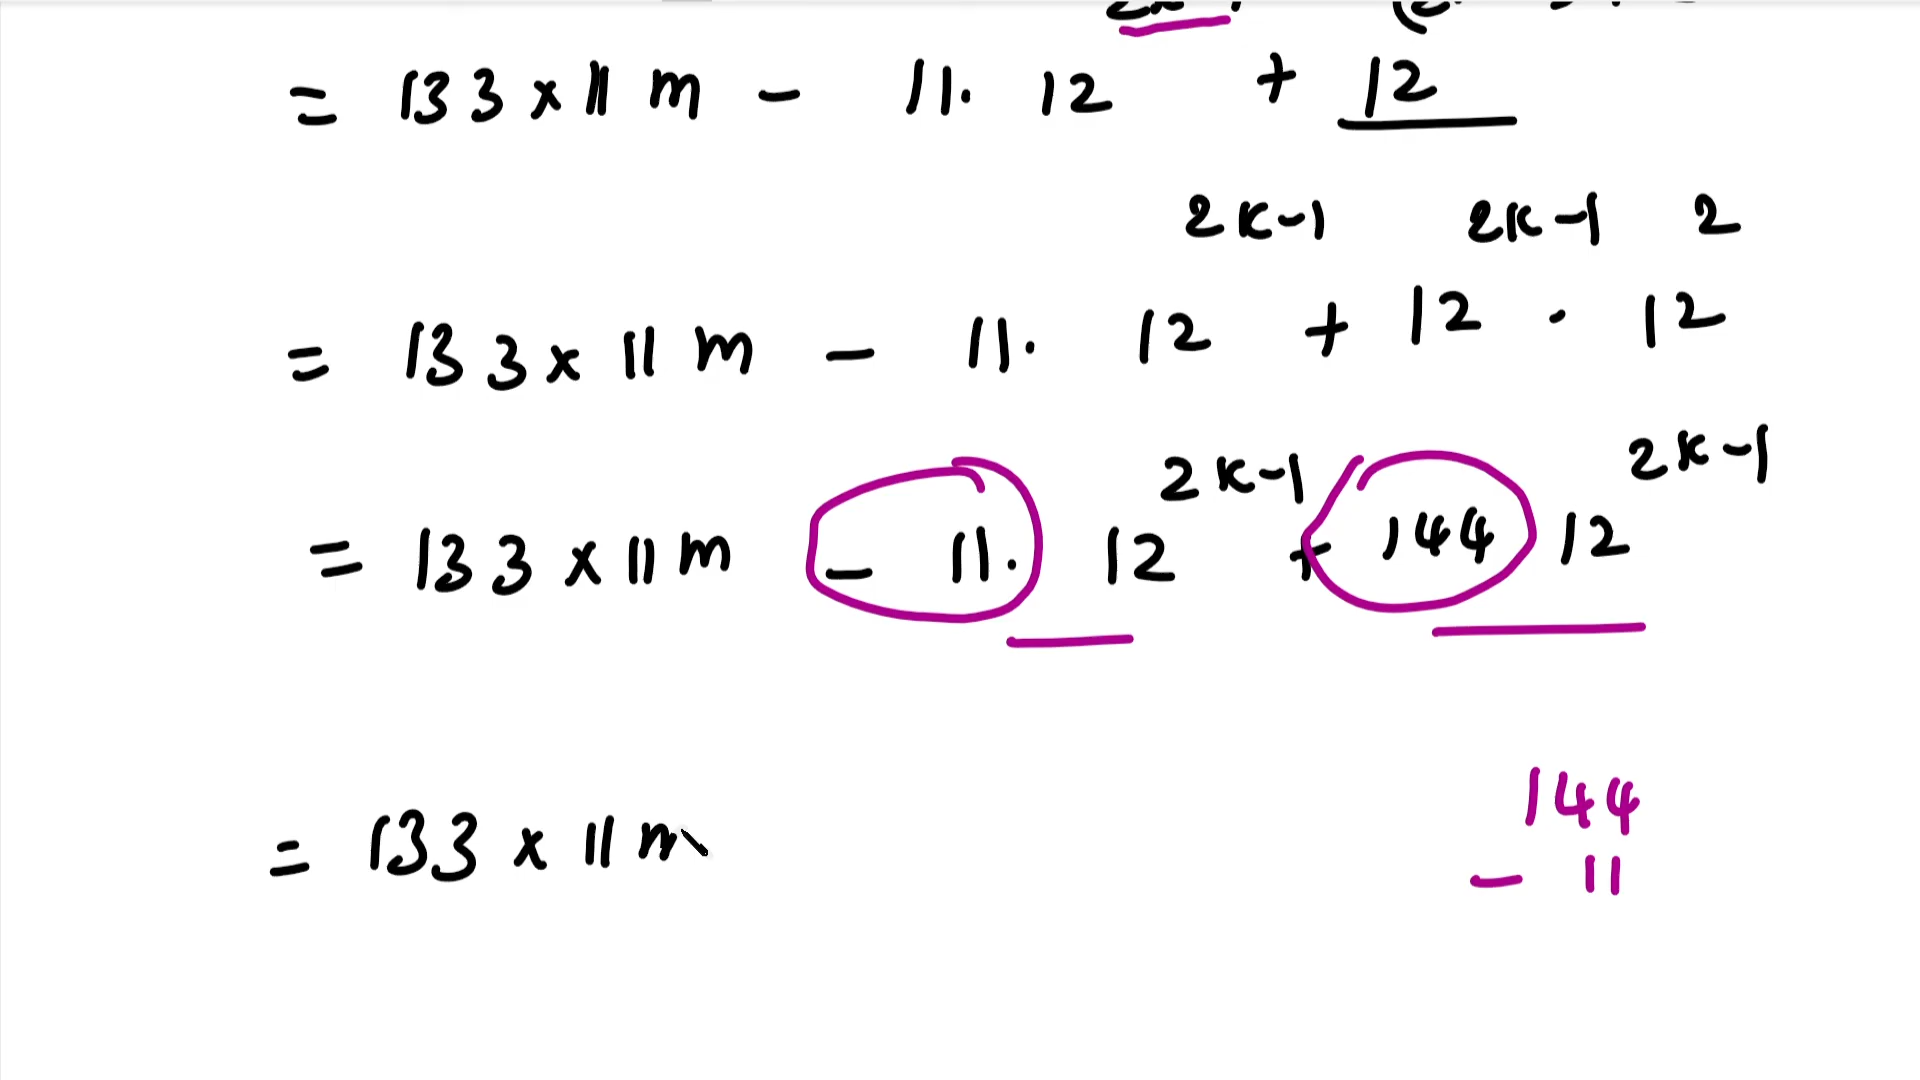 = 133 x 11 m - 11. 12 + 12
2K-1 2K-1 2
= 133 x 11 m - 11. 12 + 12 . 12
2K-1 2K-1
= 133 x 11 m - 11. 12 + 144 12
144
= 133 x 11 m - 11